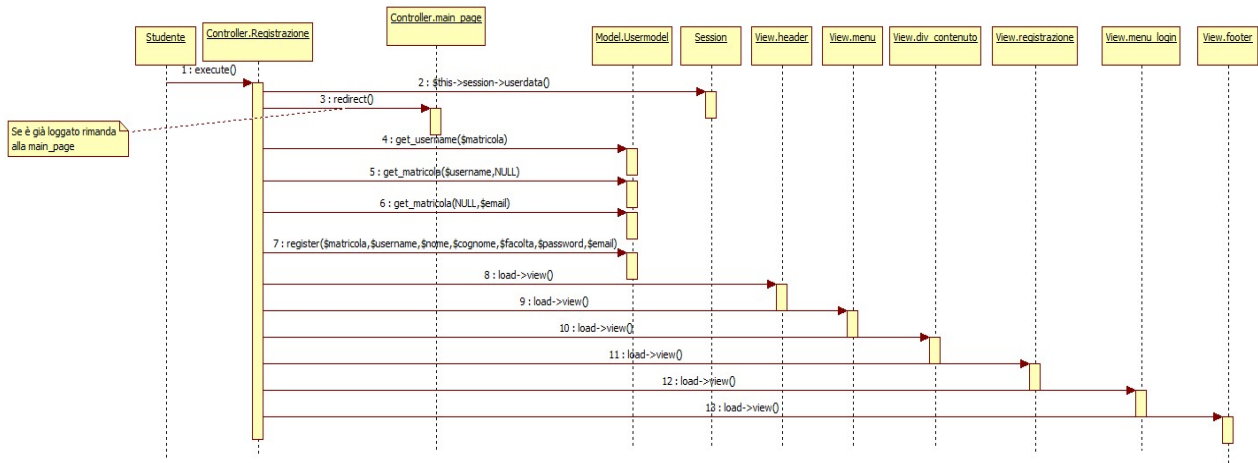 Studente
Controller.Registrazione
Controller.main_page
Model.Usermodel
Session
View.header
View.menu
View.div_contenuto
View.registrazione
View.menu_login
View.footer
1 : execute()
2 : $this->session->userdata()
3 : redirect()
Se è già loggato rimanda
alla main_page
4 : get_username($matricola)
5 : get_matricola($username,NULL)
6 : get_matricola(NULL,$email)
7 : register($matricola,$username,$nome,$cognome,$facolta,$password,$email)
8 : load->view()
9 : load->view()
10 : load->view()
11 : load->view()
12 : load->view()
13 : load->view()